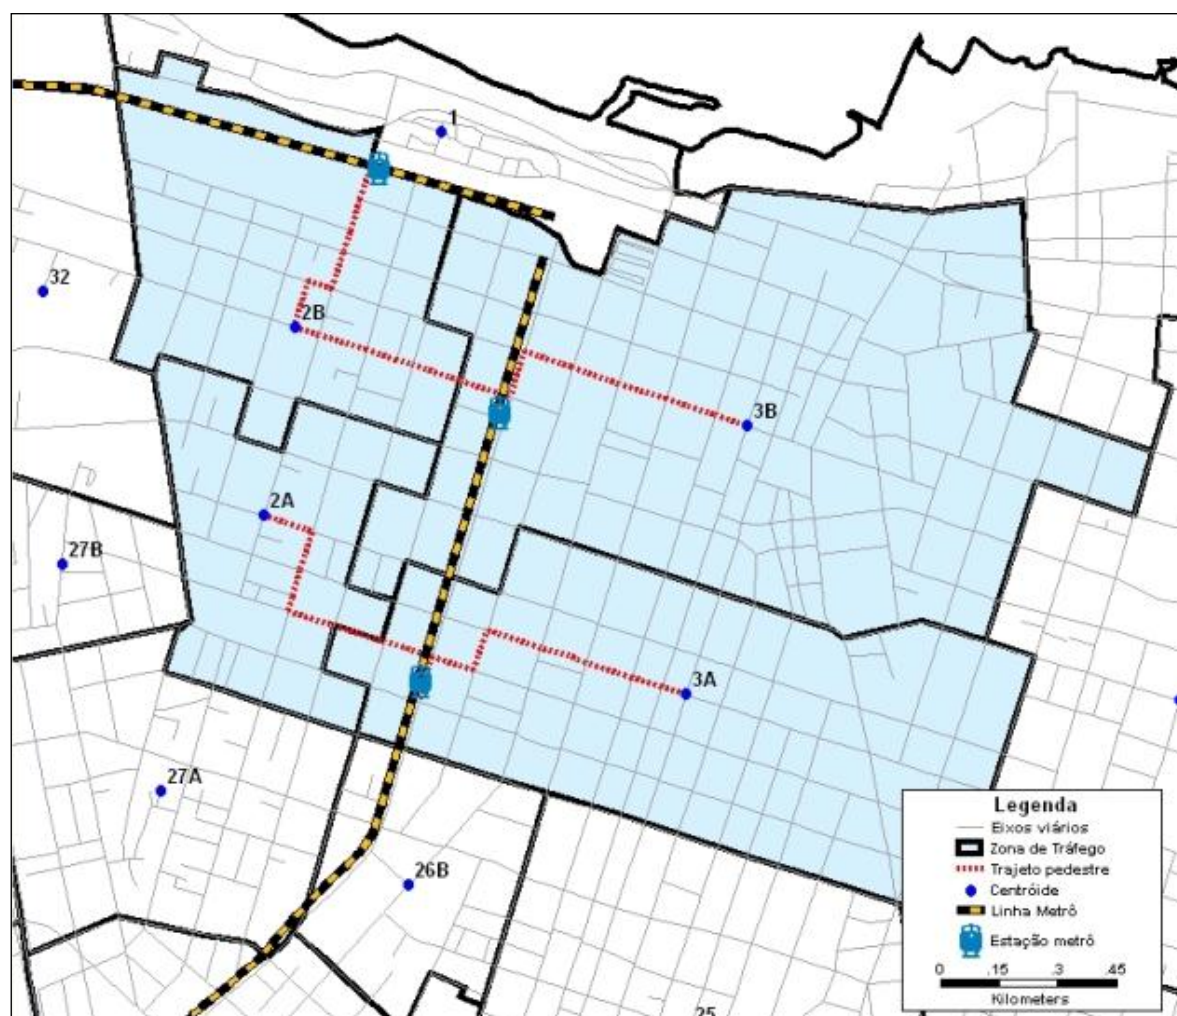 1
32
2B
3B
2A
27B
3A
27A
26B
25
Legenda
Eixos viários
Zona de Tráfego
Trajeto pedestre
Centróide
Linha Metrô
Estação metrô
0 .15 .3 .45
Kilometers